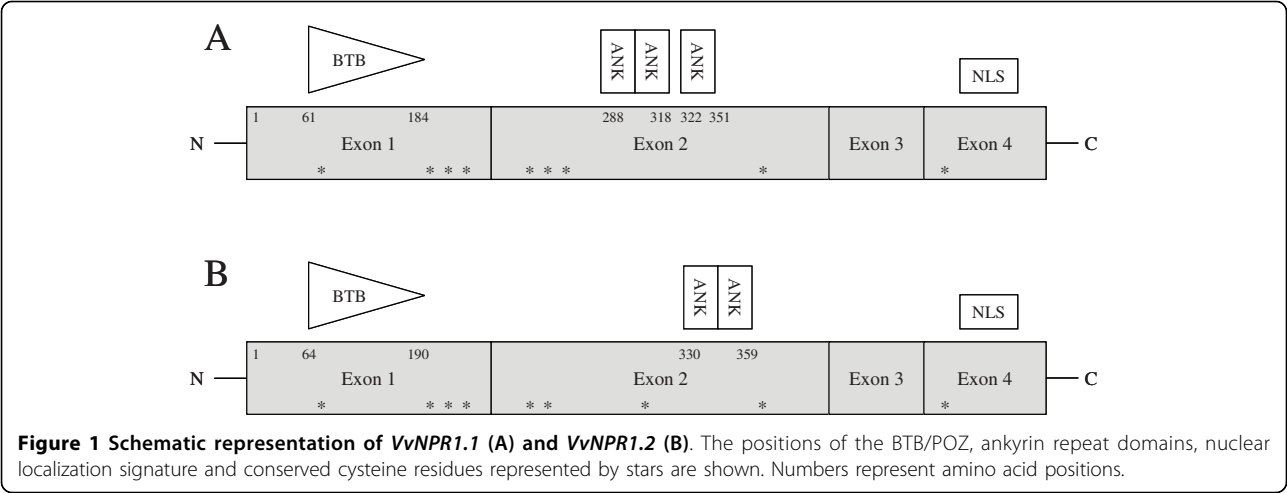 A
BTB
ANK ANK ANK
NLS
1 61 184 288 318 322 351
N Exon 1 Exon 2 Exon 3 Exon 4 C
* * * * * * * * *
B
BTB
ANK ANK
NLS
1 64 190 330 359
N Exon 1 Exon 2 Exon 3 Exon 4 C
* * * * * * * * *
Figure 1 Schematic representation of VvNPR1.1 (A) and VvNPR1.2 (B). The positions of the BTB/POZ, ankyrin repeat domains, nuclear
localization signature and conserved cysteine residues represented by stars are shown. Numbers represent amino acid positions.